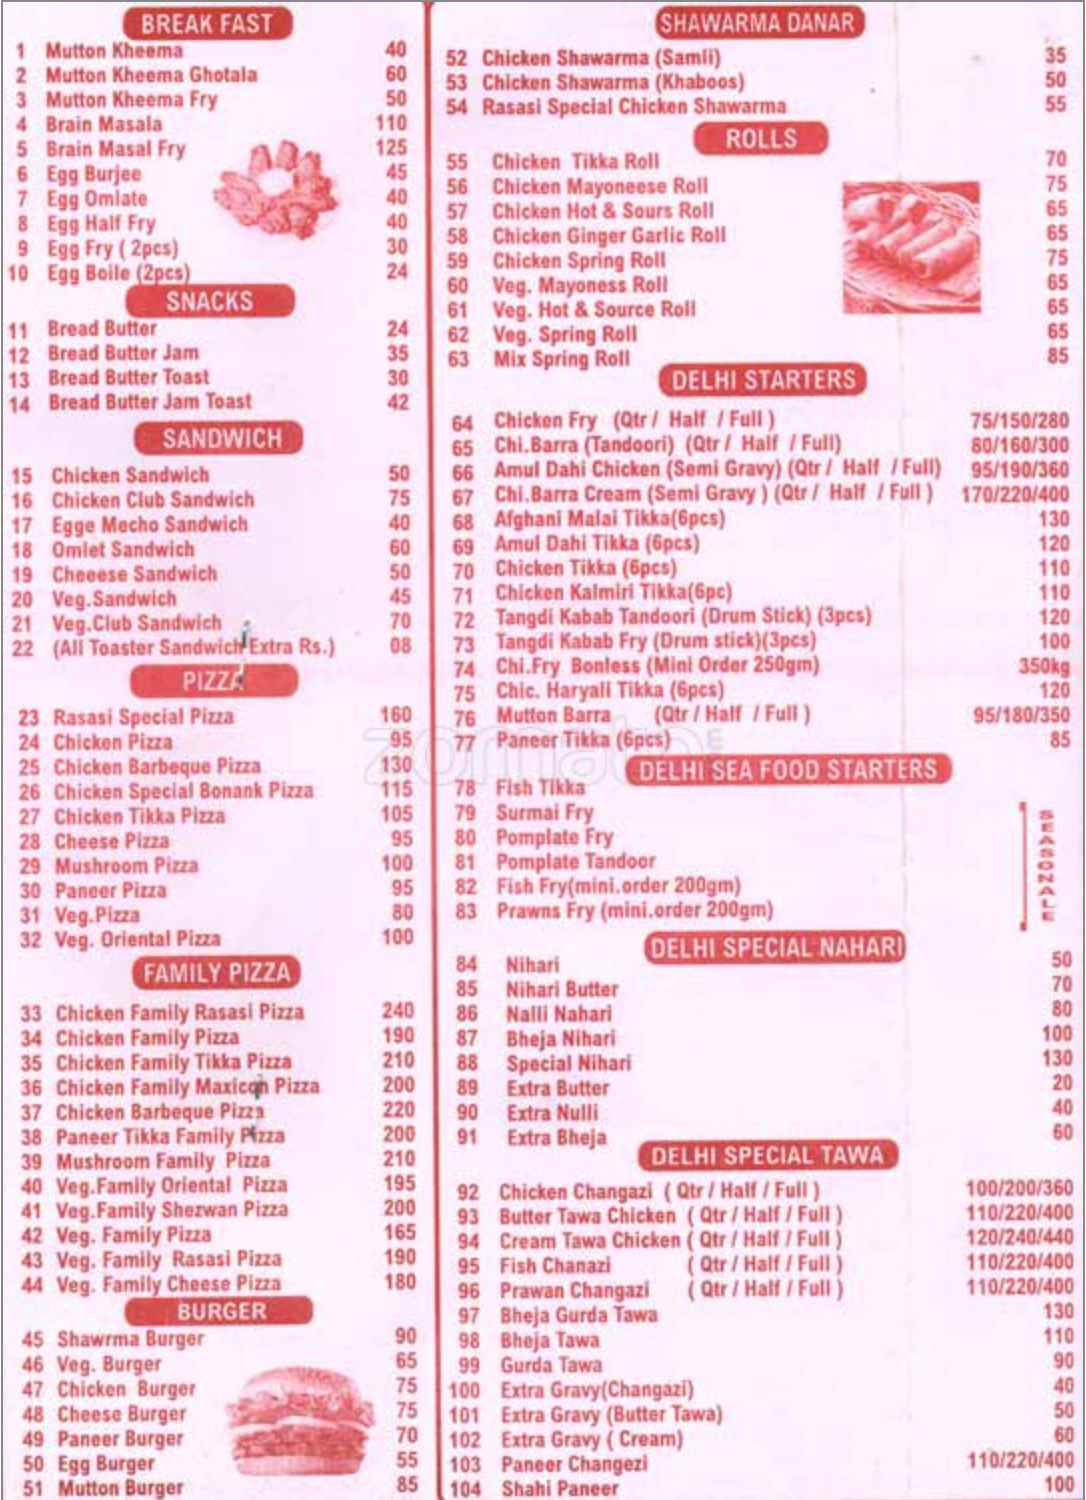 BREAK FAST
1 Mutton Kheema 40
2 Mutton Kheema Ghotala 60
3 Mutton Kheema Fry 50
4 Brain Masala 110
5 Brain Masal Fry 125
6 Egg Burjee 45
7 Egg Omlate 40
8 Egg Half Fry 40
9 Egg Fry ( 2pcs) 30
10 Egg Boile (2pcs) 24
SNACKS
11 Bread Butter 24
12 Bread Butter Jam 35
13 Bread Butter Toast 30
14 Bread Butter Jam Toast 42
SANDWICH
15 Chicken Sandwich 50
16 Chicken Club Sandwich 75
17 Egge Mecho Sandwich 40
18 Omlet Sandwich 60
19 Cheeese Sandwich 50
20 Veg.Sandwich 45
21 Veg.Club Sandwich 70
22 (All Toaster Sandwich Extra Rs.) 08
PIZZA
23 Rasasi Special Pizza 160
24 Chicken Pizza 95
25 Chicken Barbeque Pizza 130
26 Chicken Special Bonank Pizza 115
27 Chicken Tikka Pizza 105
28 Cheese Pizza 95
29 Mushroom Pizza 100
30 Paneer Pizza 95
31 Veg.Pizza 80
32 Veg. Oriental Pizza 100
FAMILY PIZZA
33 Chicken Family Rasasi Pizza 240
34 Chicken Family Pizza 190
35 Chicken Family Tikka Pizza 210
36 Chicken Family Maxicon Pizza 200
37 Chicken Barbeque Pizza 220
38 Paneer Tikka Family Pizza 200
39 Mushroom Family Pizza 210
40 Veg.Family Oriental Pizza 195
41 Veg.Family Shezwan Pizza 200
42 Veg. Family Pizza 165
43 Veg. Family Rasasi Pizza 190
44 Veg. Family Cheese Pizza 180
BURGER
45 Shawrma Burger 90
46 Veg. Burger 65
47 Chicken Burger 75
48 Cheese Burger 75
49 Paneer Burger 70
50 Egg Burger 55
51 Mutton Burger 85
SHAWARMA DANAR
52 Chicken Shawarma (Samli) 35
53 Chicken Shawarma (Khaboos) 50
54 Rasasi Special Chicken Shawarma 55
ROLLS
55 Chicken Tikka Roll 70
56 Chicken Mayoneese Roll 75
57 Chicken Hot & Sours Roll 65
58 Chicken Ginger Garlic Roll 65
59 Chicken Spring Roll 75
60 Veg. Mayoness Roll 65
61 Veg. Hot & Source Roll 65
62 Veg. Spring Roll 65
63 Mix Spring Roll 85
DELHI STARTERS
64 Chicken Fry (Qtr / Half / Full ) 75/150/280
65 Chi.Barra (Tandoori) (Qtr / Half / Full) 80/160/300
66 Amul Dahi Chicken (Semi Gravy) (Qtr / Half / Full) 95/190/360
67 Chi.Barra Cream (Semi Gravy ) (Qtr / Half / Full ) 170/220/400
68 Afghani Malai Tikka(6pcs) 130
69 Amul Dahi Tikka (6pcs) 120
70 Chicken Tikka (6pcs) 110
71 Chicken Kalmiri Tikka(6pc) 110
72 Tangdi Kabab Tandoori (Drum Stick) (3pcs) 120
73 Tangdi Kabab Fry (Drum stick)(3pcs) 100
74 Chi.Fry Bonless (Mini Order 250gm) 350kg
75 Chic. Haryali Tikka (6pcs) 120
76 Mutton Barra (Qtr / Half / Full ) 95/180/350
77 Paneer Tikka (6pcs) 85
zomato
DELHI SEA FOOD STARTERS
78 Fish Tikka
79 Surmai Fry
80 Pomplate Fry
81 Pomplate Tandoor
82 Fish Fry(mini.order 200gm)
83 Prawns Fry (mini.order 200gm)
SEASONALE
DELHI SPECIAL NAHARI
84 Nihari 50
85 Nihari Butter 70
86 Nalli Nahari 80
87 Bheja Nihari 100
88 Special Nihari 130
89 Extra Butter 20
90 Extra Nulli 40
91 Extra Bheja 60
DELHI SPECIAL TAWA
92 Chicken Changazi ( Qtr / Half / Full ) 100/200/360
93 Butter Tawa Chicken ( Qtr / Half / Full ) 110/220/400
94 Cream Tawa Chicken ( Qtr / Half / Full ) 120/240/440
95 Fish Chanazi ( Qtr / Half / Full ) 110/220/400
96 Prawan Changazi ( Qtr / Half / Full ) 110/220/400
97 Bheja Gurda Tawa 130
98 Bheja Tawa 110
99 Gurda Tawa 90
100 Extra Gravy(Changazi) 40
101 Extra Gravy (Butter Tawa) 50
102 Extra Gravy ( Cream) 60
103 Paneer Changezi 110/220/400
104 Shahi Paneer 100